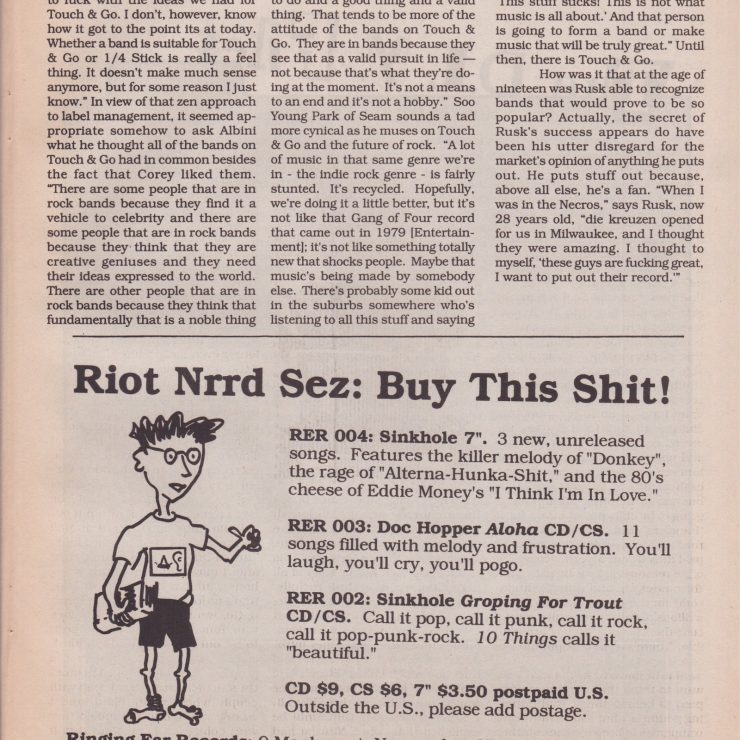 to fuck with the ideas we had for
Touch & Go. I don't, however, know
how it got to the point its at today.
Whether a band is suitable for Touch
& Go or 1/4 Stick is really a feel
thing. It doesn't make much sense
anymore, but for some reason I just
know." In view of that zen approach
to label management, it seemed ap-
propriate somehow to ask Albini
what he thought all of the bands on
Touch & Go had in common besides
the fact that Corey liked them.
"There are some people that are in
rock bands because they find it a
vehicle to celebrity and there are
some people that are in rock bands
because they think that they are
creative geniuses and they need
their ideas expressed to the world.
There are other people that are in
rock bands because they think that
fundamentally that is a noble thing
to do and a good thing and a valid
thing. That tends to be more of the
attitude of the bands on Touch &
Go. They are in bands because they
see that as a valid pursuit in life —
not because that's what they're do-
ing at the moment. It's not a means
to an end and it's not a hobby." Soo
Young Park of Seam sounds a tad
more cynical as he muses on Touch
& Go and the future of rock. "A lot
of music in that same genre we're
in - the indie rock genre - is fairly
stunted. It's recycled. Hopefully,
we're doing it a little better, but it's
not like that Gang of Four record
that came out in 1979 [Entertain-
ment]; it's not like something totally
new that shocks people. Maybe that
music's being made by somebody
else. There's probably some kid out
in the suburbs somewhere who's
listening to all this stuff and saying
'This stuff sucks! This is not what
music is all about.' And that person
is going to form a band or make
music that will be truly great." Until
then, there is Touch & Go.
How was it that at the age of
nineteen was Rusk able to recognize
bands that would prove to be so
popular? Actually, the secret of
Rusk's success appears do have
been his utter disregard for the
market's opinion of anything he puts
out. He puts stuff out because,
above all else, he's a fan. "When I
was in the Necros," says Rusk, now
28 years old, "die kreuzen opened
for us in Milwaukee, and I thought
they were amazing. I thought to
myself, 'these guys are fucking great,
I want to put out their record.'"
Riot Nrrd Sez: Buy This Shit!
RER 004: Sinkhole 7". 3 new, unreleased
songs. Features the killer melody of "Donkey",
the rage of "Alterna-Hunka-Shit," and the 80's
cheese of Eddie Money's "I Think I'm In Love."
RER 003: Doc Hopper Aloha CD/CS. 11
songs filled with melody and frustration. You'll
laugh, you'll cry, you'll pogo.
RER 002: Sinkhole Groping For Trout
CD/CS. Call it pop, call it punk, call it rock,
call it pop-punk-rock. 10 Things calls it
"beautiful."
CD $9, CS $6, 7" $3.50 postpaid U.S.
Outside the U.S., please add postage.
Ringing Ear Records: